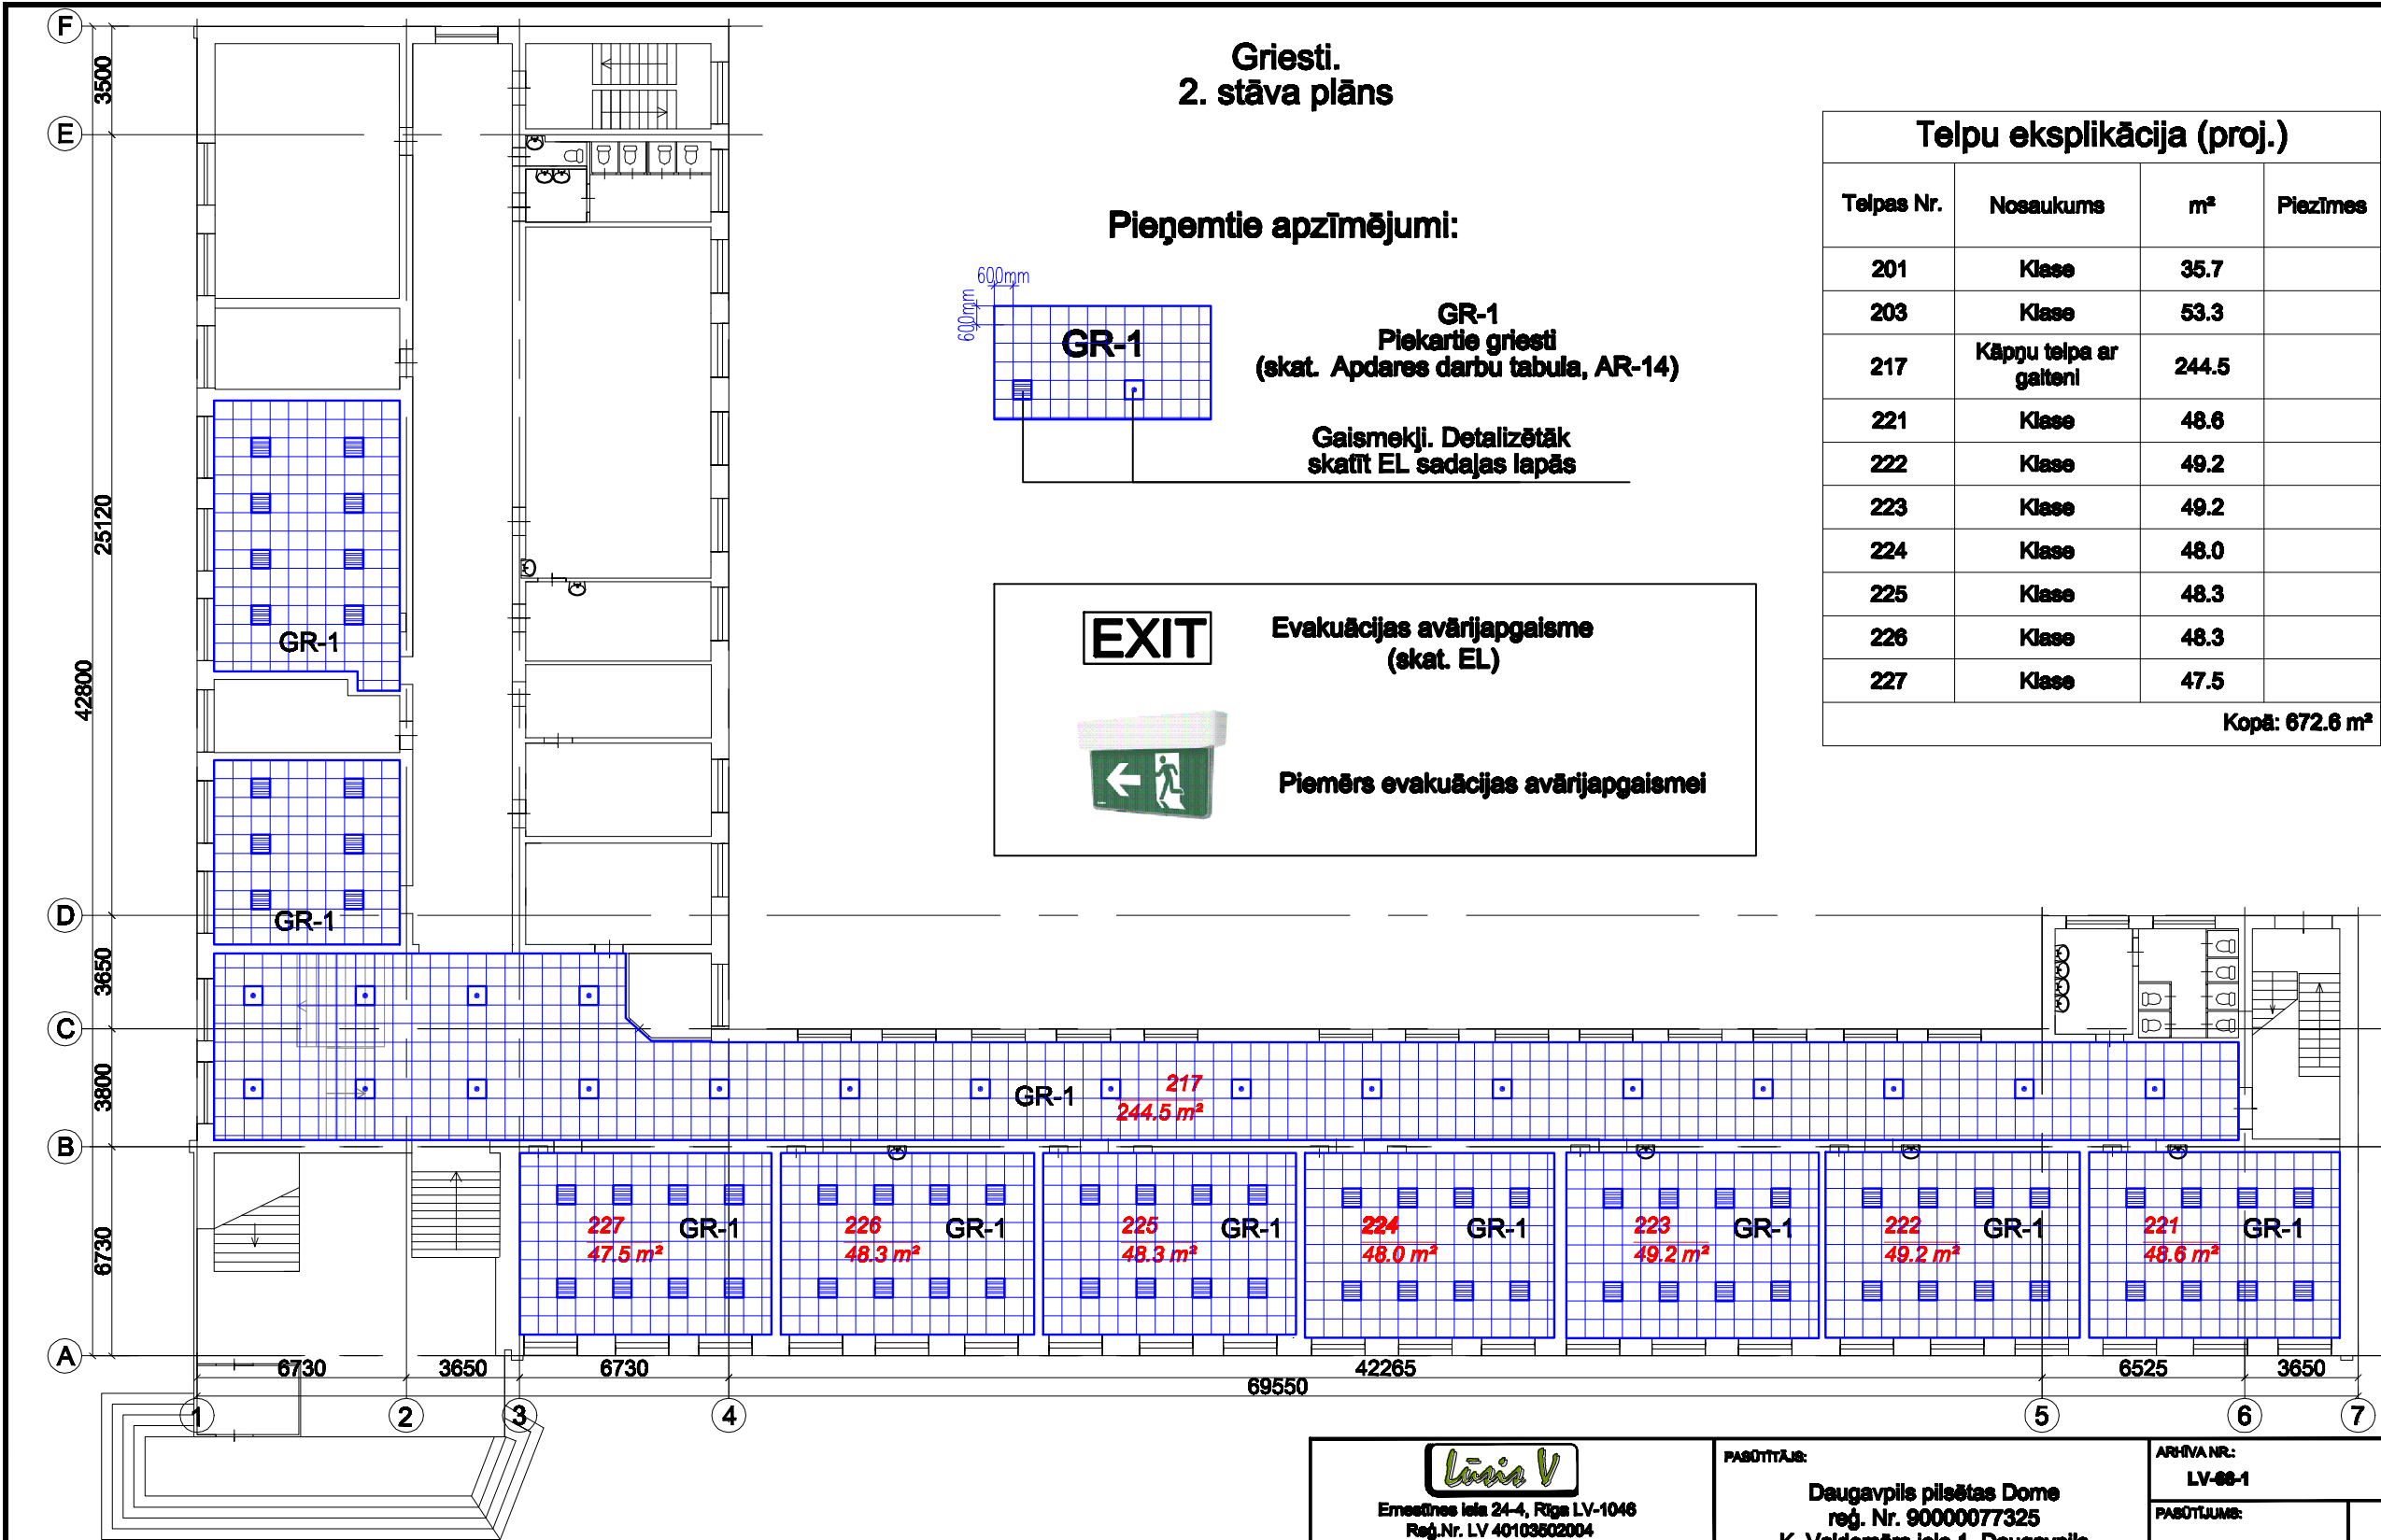 Griesti.
2. stāva plāns
Pieņemtie apzīmējumi:
600mm
600mm
GR-1
GR-1
Piekartie griesti
(skat. Apdares darbu tabula, AR-14)
Gaismekļi. Detalizētāk
skatīt EL sadaļas lapās
EXIT
Evakuācijas avārijapgaisme
(skat. EL)
Piemērs evakuācijas avārijapgaismei
Telpu eksplikācija (proj.)
Telpas Nr. Nosaukums m² Piezīmes
201 Klase 35.7
203 Klase 53.3
217 Kāpņu telpa ar gaiteni 244.5
221 Klase 48.6
222 Klase 49.2
223 Klase 49.2
224 Klase 48.0
225 Klase 48.3
226 Klase 48.3
227 Klase 47.5
Kopā: 672.6 m²
F
3500
E
25120
42800
D
3650
C
3800
B
6730
A
GR-1
GR-1
GR-1
217
244.5 m²
227
47.5 m²
GR-1
226
48.3 m²
GR-1
225
48.3 m²
GR-1
224
48.0 m²
GR-1
223
49.2 m²
GR-1
222
49.2 m²
GR-1
221
48.6 m²
GR-1
6730 3650 6730 42265 6525 3650
69550
1 2 3 4 5 6 7
Lūsis V
Ernestīnes iela 24-4, Rīga LV-1046
Reģ.Nr. LV 40103502004
PASŪTĪTĀJS:
Daugavpils pilsētas Dome
reģ. Nr. 90000077325
K. Valdemāra iela 1, Daugavpils
ARHĪVA NR.:
LV-66-1
PASŪTĪJUMS: